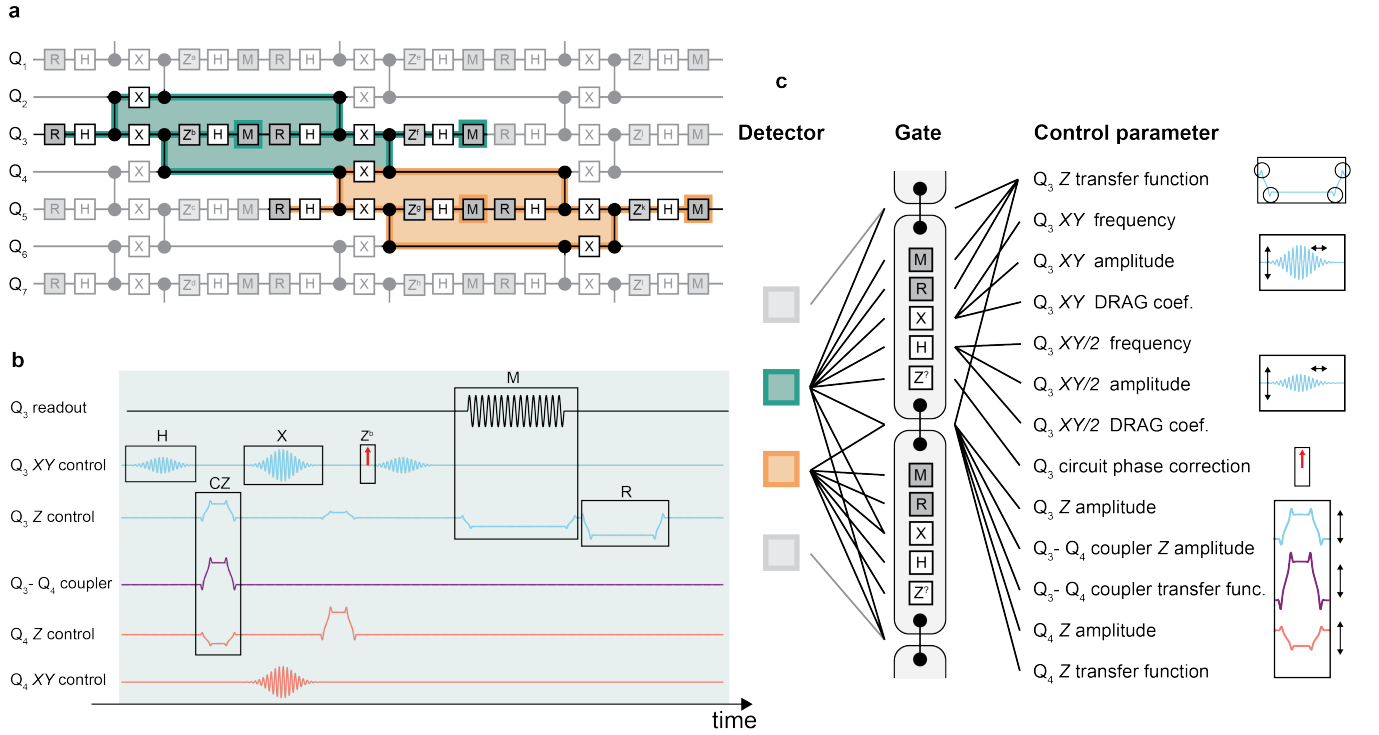 a
Q₁ R H X Zᵃ H M R H X Zᵉ H M R H X Zⁱ H M
Q₂ X X X
Q₃ R H X Zᵇ H M R H X Zᶠ H M R H X Zʲ H M
Q₄ X X X
Q₅ R H X Zᶜ H M R H X Zᵍ H M R H X Zᵏ H M
Q₆ X X X
Q₇ R H X Zᵈ H M R H X Zʰ H M R H X Zˡ H M
b
M
Q₃ readout
H X Zᵇ
Q₃ XY control
CZ R
Q₃ Z control
Q₃- Q₄ coupler
Q₄ Z control
Q₄ XY control
time
c
Detector Gate Control parameter
M
R
X
H
Z?
M
R
X
H
Z?
Q₃ Z transfer function
Q₃ XY frequency
Q₃ XY amplitude
Q₃ XY DRAG coef.
Q₃ XY/2 frequency
Q₃ XY/2 amplitude
Q₃ XY/2 DRAG coef.
Q₃ circuit phase correction
Q₃ Z amplitude
Q₃- Q₄ coupler Z amplitude
Q₃- Q₄ coupler transfer func.
Q₄ Z amplitude
Q₄ Z transfer function